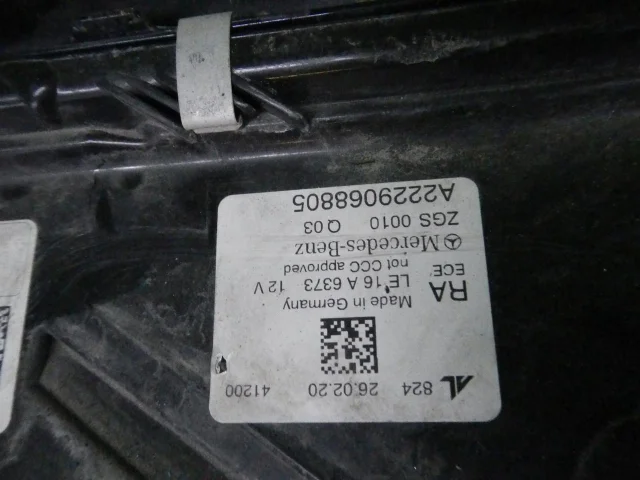 824 26.02.20 41200
Made in Germany
RA LE 16 A 6373 12 V
ECE not CCC approved
Mercedes-Benz
ZGS 0010 Q 03
A2229068805